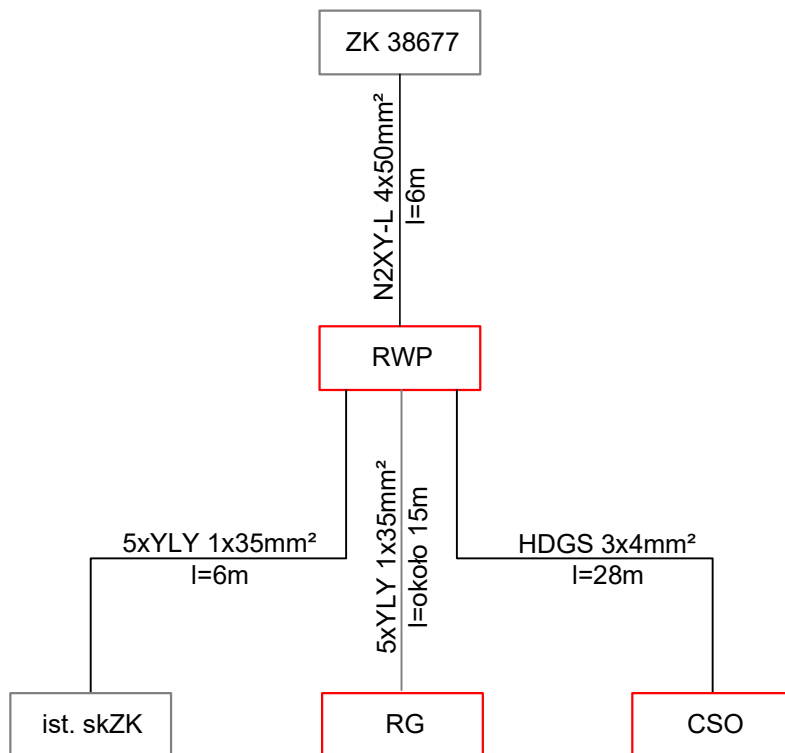 ZK 38677
N2XY-L 4x50mm²
l=6m
RWP
5xYLY 1x35mm²
l=6m
5xYLY 1x35mm²
l=około 15m
HDGS 3x4mm²
l=28m
ist. skZK
RG
CSO